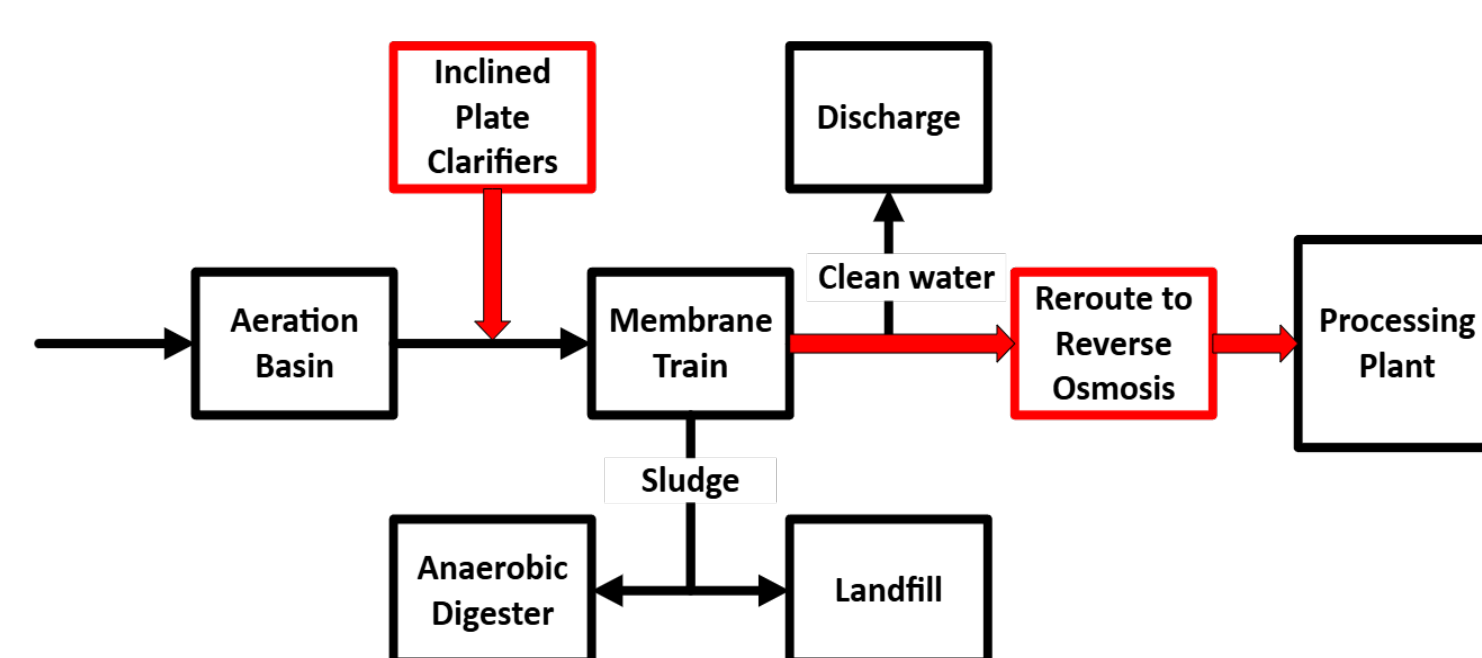 Inclined
Plate
Clarifiers
Discharge
Clean water
Aeration
Basin
Membrane
Train
Reroute to
Reverse
Osmosis
Processing
Plant
Sludge
Anaerobic
Digester
Landfill